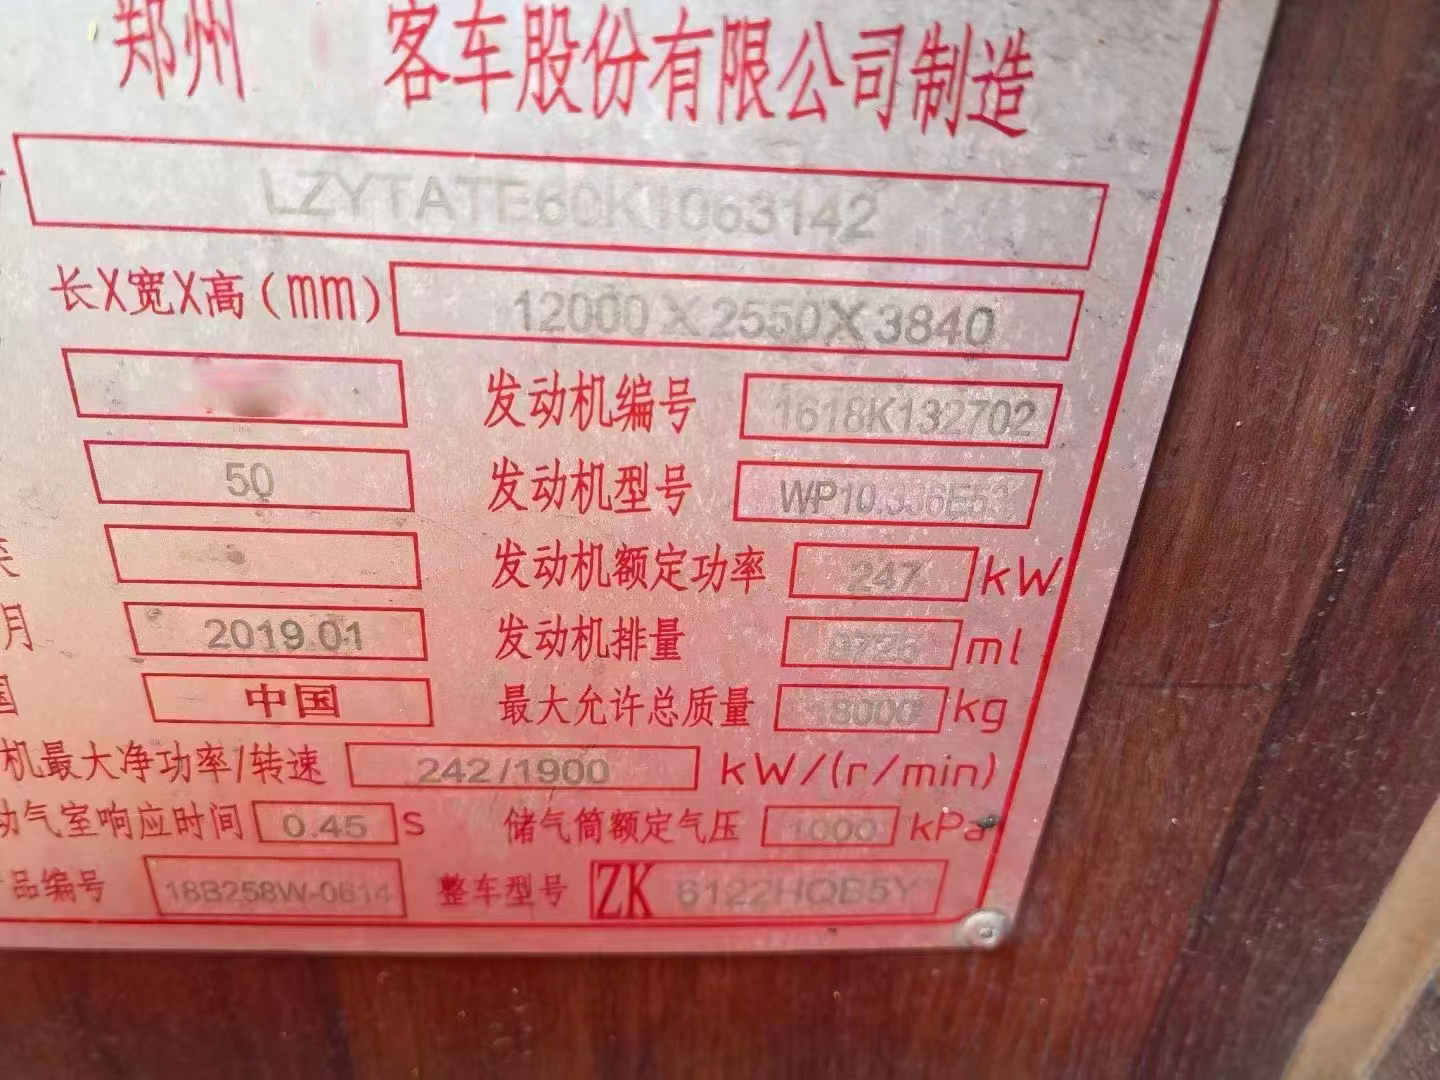 郑州 客车股份有限公司制造
LZYTATE60K1063142
长X宽X高(mm) 12000X2550X3840
发动机编号 1618K132702
50 发动机型号 WP10.336E53
发动机额定功率 247 kW
月 2019.01 发动机排量 9726 ml
国 中国 最大允许总质量 18000 kg
机最大净功率/转速 242/1900 kW/(r/min)
动气室响应时间 0.45 S 储气筒额定气压 1000 kPa
产品编号 18B258W-0614 整车型号 ZK 6122HQB5Y